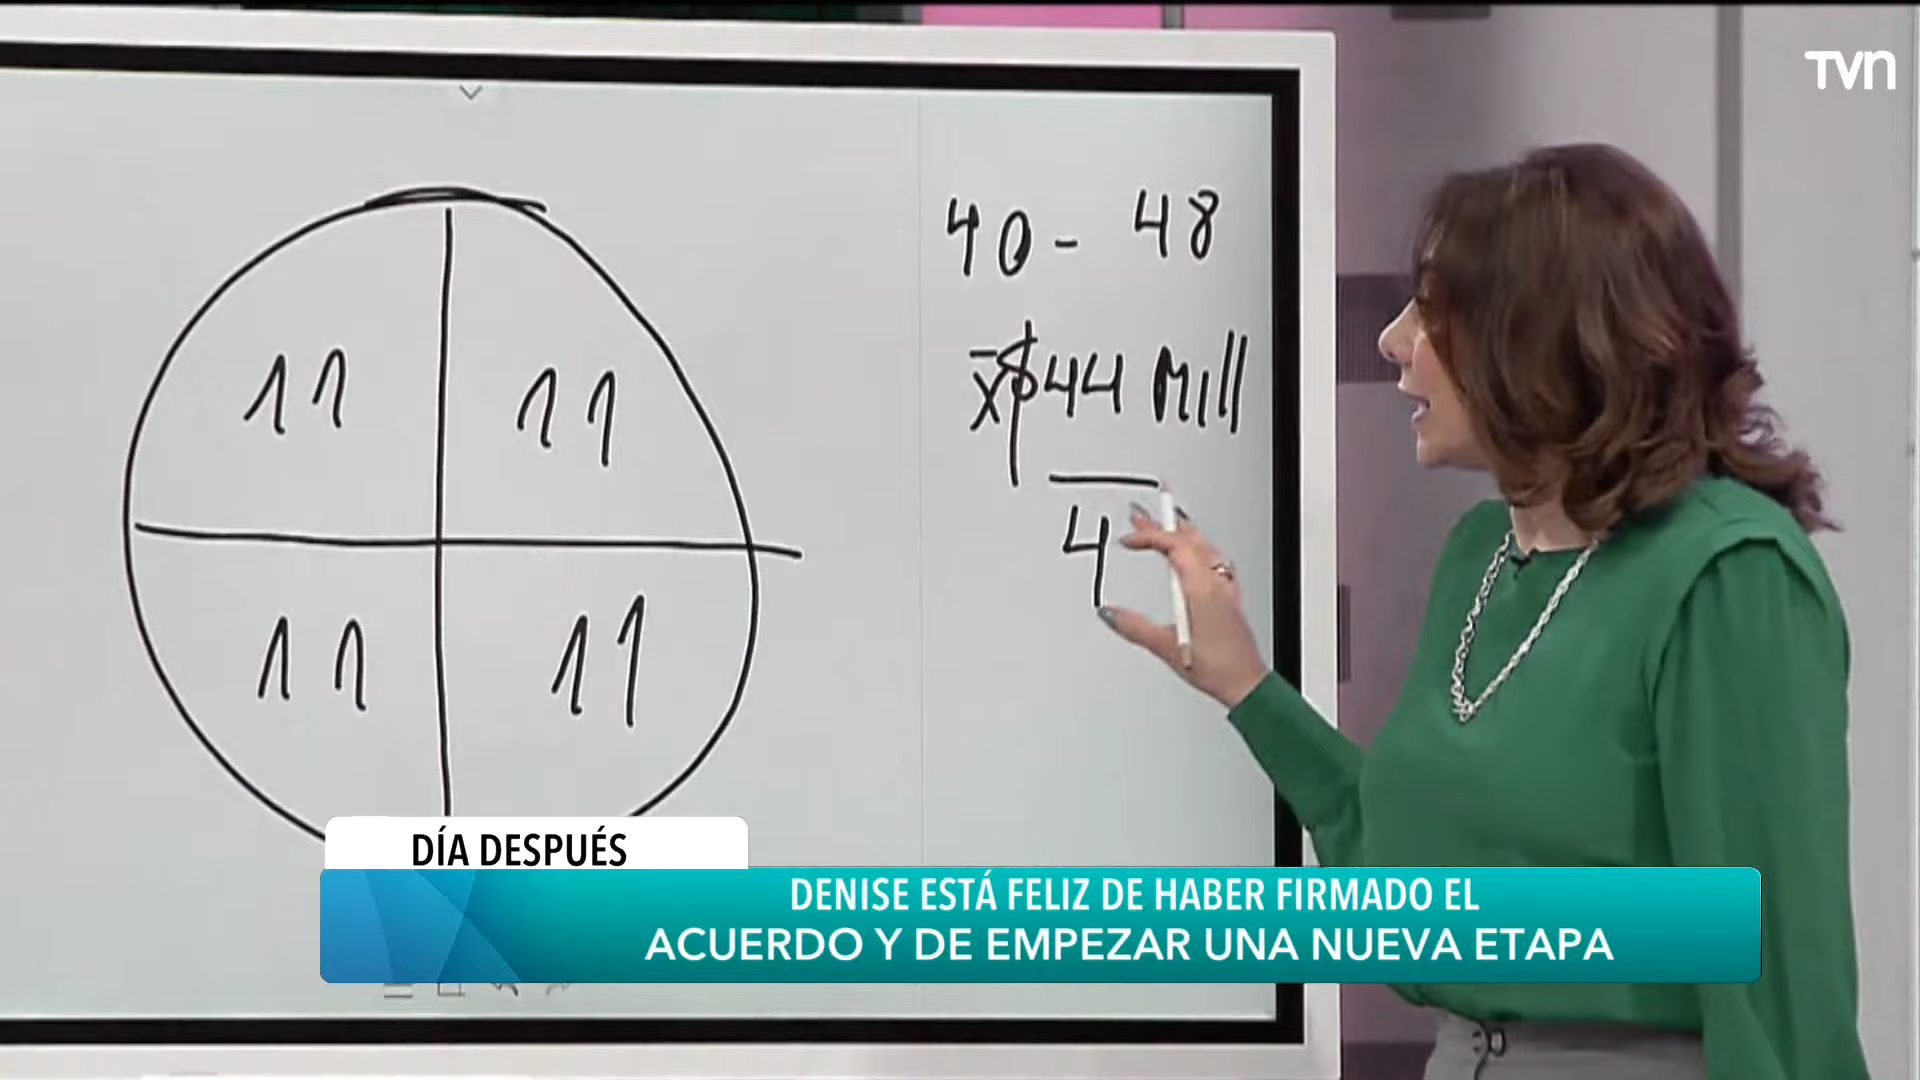 TVN
40 - 48
x̄ $44 Mill
4
11
11
11
11
DÍA DESPUÉS
DENISE ESTÁ FELIZ DE HABER FIRMADO EL
ACUERDO Y DE EMPEZAR UNA NUEVA ETAPA